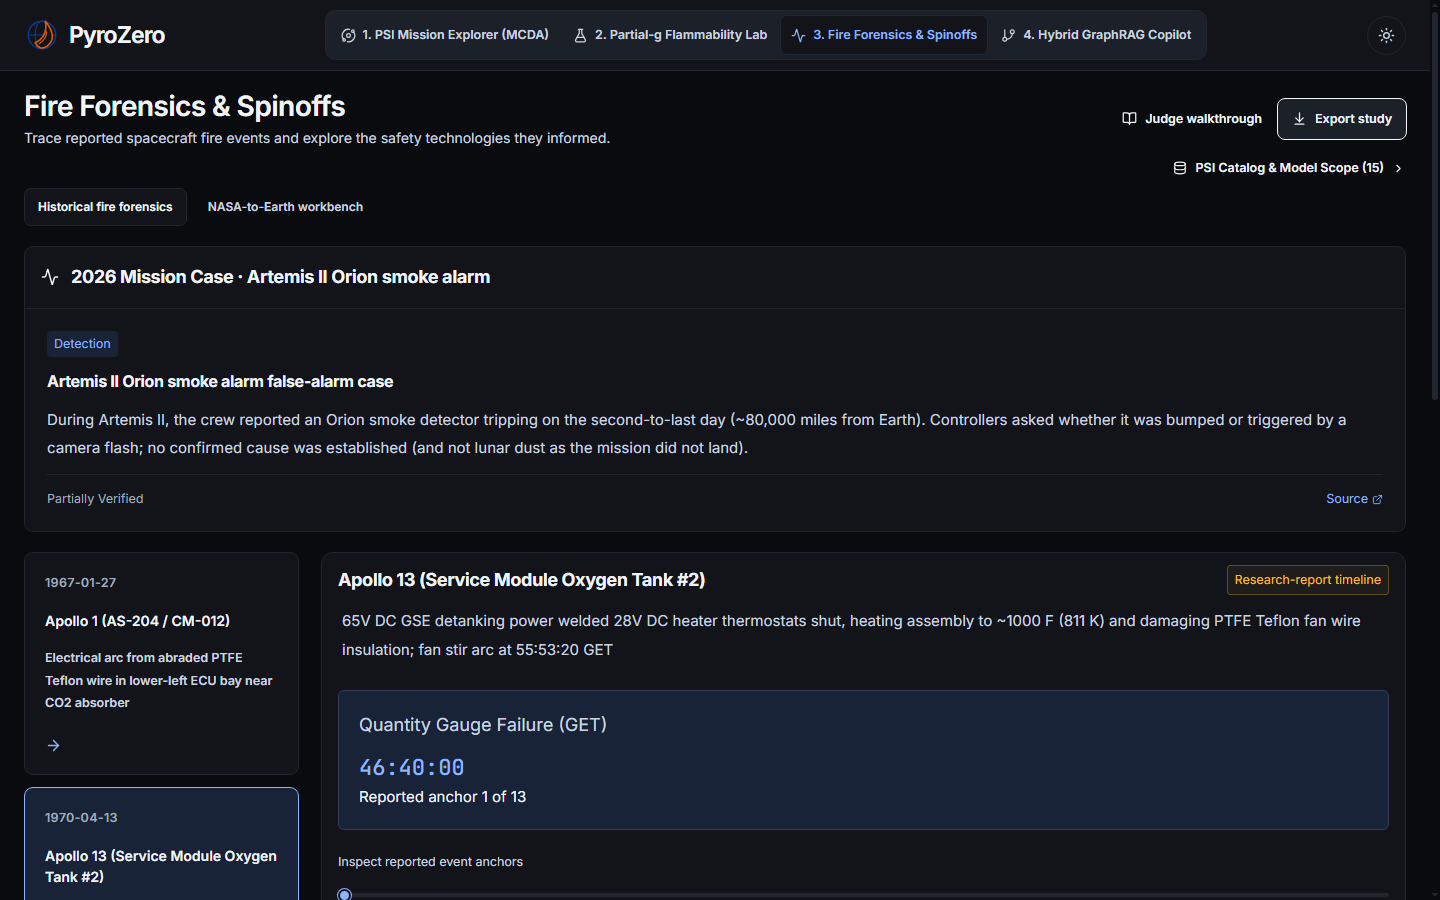 PyroZero
1. PSI Mission Explorer (MCDA)
2. Partial-g Flammability Lab
3. Fire Forensics & Spinoffs
4. Hybrid GraphRAG Copilot
Fire Forensics & Spinoffs
Trace reported spacecraft fire events and explore the safety technologies they informed.
Judge walkthrough
Export study
PSI Catalog & Model Scope (15)
Historical fire forensics
NASA-to-Earth workbench
2026 Mission Case · Artemis II Orion smoke alarm
Detection
Artemis II Orion smoke alarm false-alarm case
During Artemis II, the crew reported an Orion smoke detector tripping on the second-to-last day (~80,000 miles from Earth). Controllers asked whether it was bumped or triggered by a
camera flash; no confirmed cause was established (and not lunar dust as the mission did not land).
Partially Verified
Source
1967-01-27
Apollo 1 (AS-204 / CM-012)
Electrical arc from abraded PTFE
Teflon wire in lower-left ECU bay near
CO2 absorber
1970-04-13
Apollo 13 (Service Module Oxygen
Tank #2)
Apollo 13 (Service Module Oxygen Tank #2)
Research-report timeline
65V DC GSE detanking power welded 28V DC heater thermostats shut, heating assembly to ~1000 F (811 K) and damaging PTFE Teflon fan wire
insulation; fan stir arc at 55:53:20 GET
Quantity Gauge Failure (GET)
46:40:00
Reported anchor 1 of 13
Inspect reported event anchors